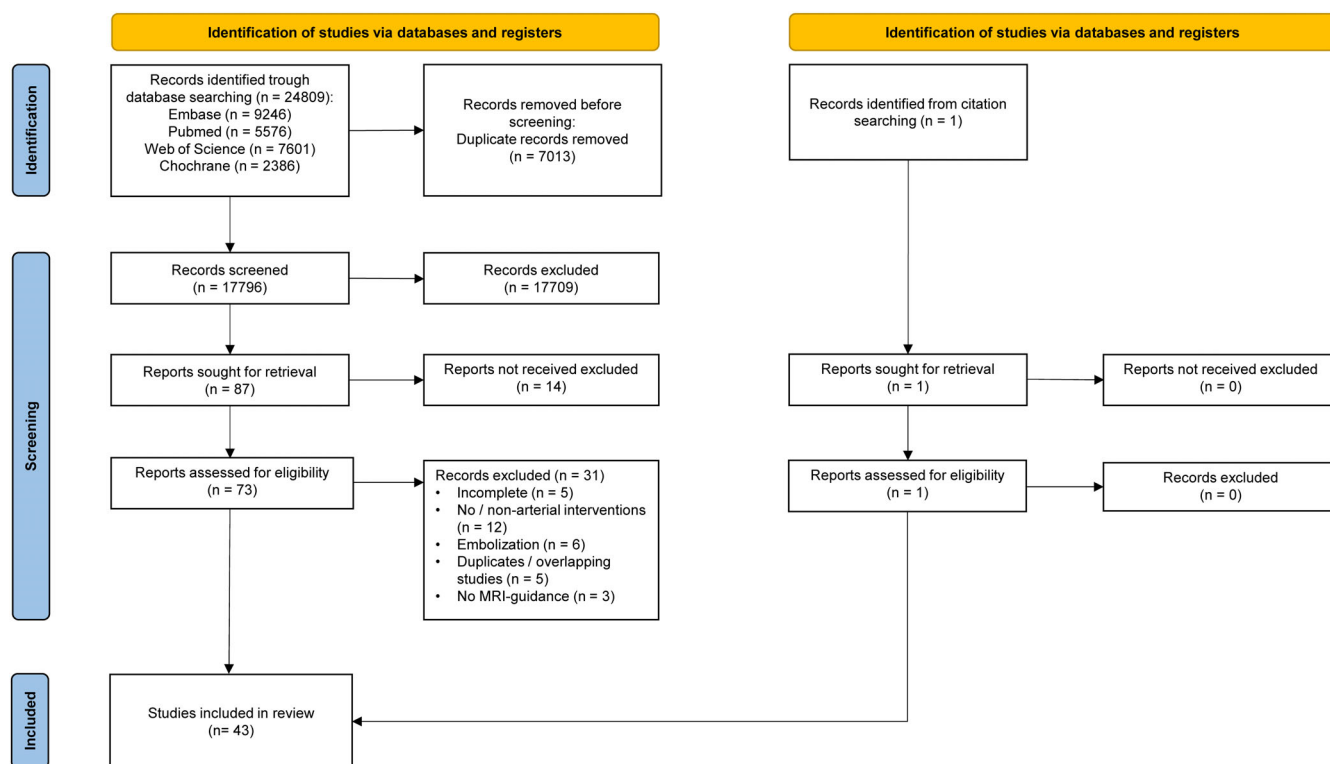 Identification of studies via databases and registers
Identification
Records identified trough
database searching (n = 24809):
Embase (n = 9246)
Pubmed (n = 5576)
Web of Science (n = 7601)
Chochrane (n = 2386)
Records removed before
screening:
Duplicate records removed
(n = 7013)
Screening
Records screened
(n = 17796)
Records excluded
(n = 17709)
Reports sought for retrieval
(n = 87)
Reports not received excluded
(n = 14)
Reports assessed for eligibility
(n = 73)
Records excluded (n = 31)
• Incomplete (n = 5)
• No / non-arterial interventions
(n = 12)
• Embolization (n = 6)
• Duplicates / overlapping
studies (n = 5)
• No MRI-guidance (n = 3)
Included
Studies included in review
(n= 43)
Identification of studies via databases and registers
Records identified from citation
searching (n = 1)
Reports sought for retrieval
(n = 1)
Reports not received excluded
(n = 0)
Reports assessed for eligibility
(n = 1)
Records excluded
(n = 0)